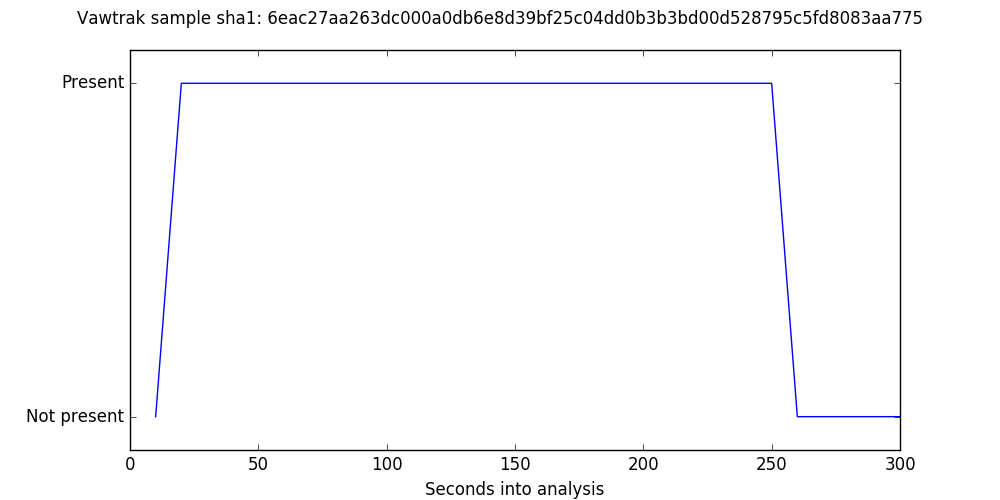 Vawtrak sample sha1: 6eac27aa263dc000a0db6e8d39bf25c04dd0b3b3bd00d528795c5fd8083aa775
Present
Not present
0 50 100 150 200 250 300
Seconds into analysis